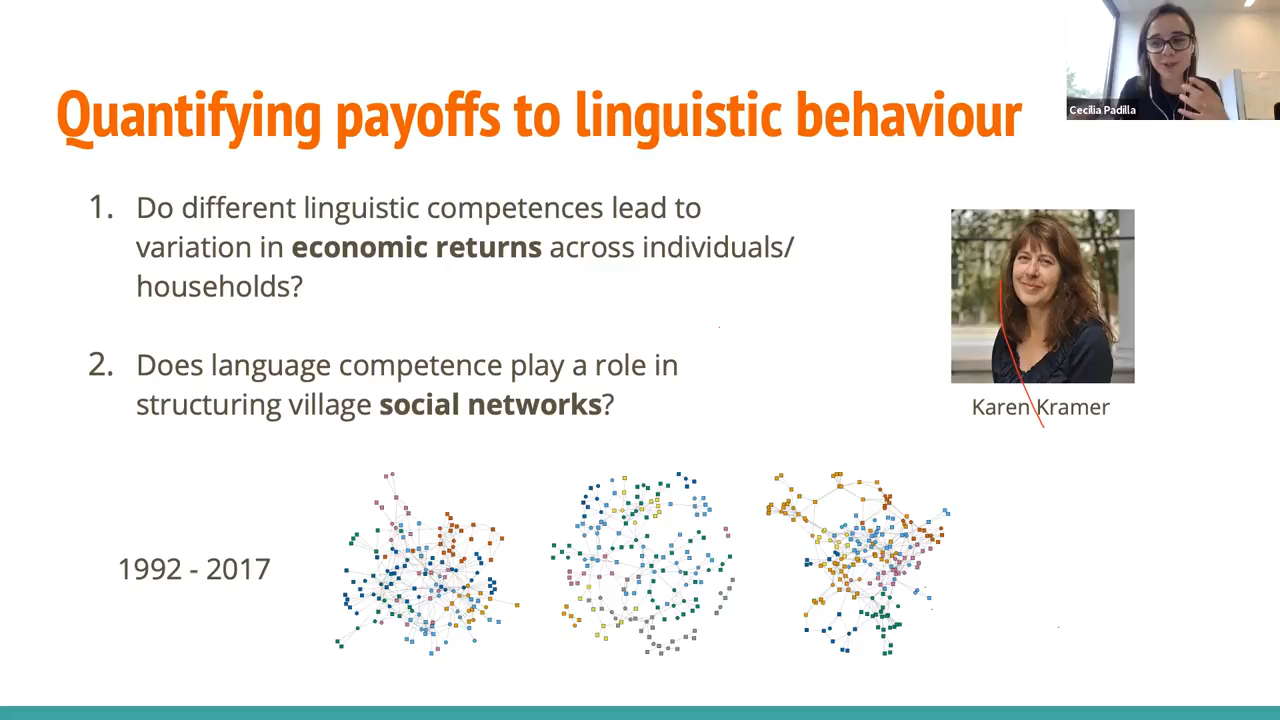 Cecilia Padilla
Quantifying payoffs to linguistic behaviour
1. Do different linguistic competences lead to
variation in economic returns across individuals/
households?
2. Does language competence play a role in
structuring village social networks?
Karen Kramer
1992 - 2017